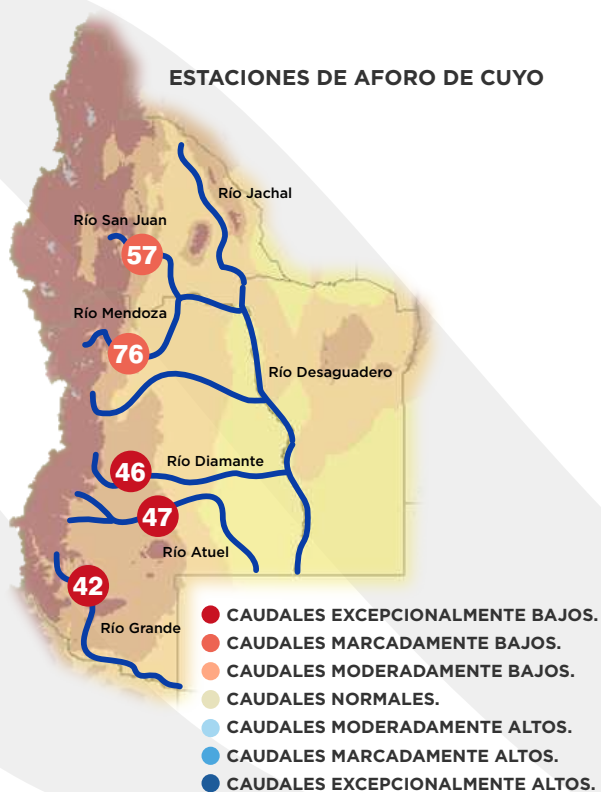 ESTACIONES DE AFORO DE CUYO
Río Jachal
Río San Juan
57
Río Mendoza
76
Río Desaguadero
46
Río Diamante
47
Río Atuel
42
Río Grande
CAUDALES EXCEPCIONALMENTE BAJOS.
CAUDALES MARCADAMENTE BAJOS.
CAUDALES MODERADAMENTE BAJOS.
CAUDALES NORMALES.
CAUDALES MODERADAMENTE ALTOS.
CAUDALES MARCADAMENTE ALTOS.
CAUDALES EXCEPCIONALMENTE ALTOS.